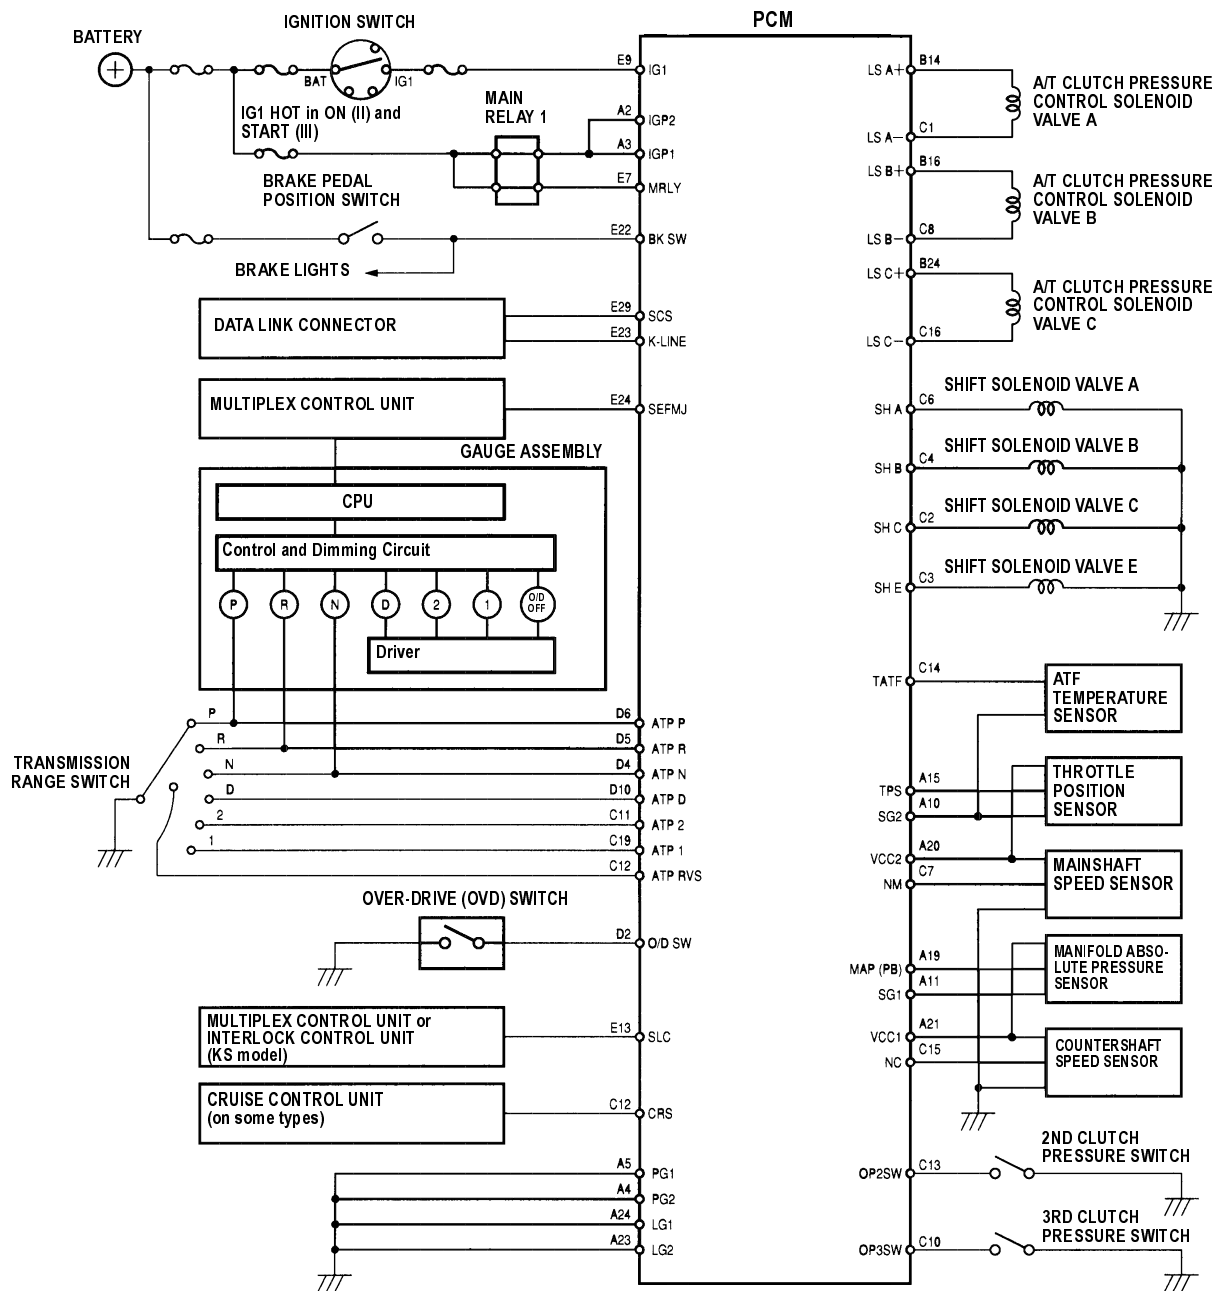 PCM
IGNITION SWITCH
BATTERY
BAT
IG1
IG1 HOT in ON (II) and
START (III)
MAIN
RELAY 1
BRAKE PEDAL
POSITION SWITCH
BRAKE LIGHTS
E9
IG1
A2
IGP2
A3
IGP1
E7
MRLY
E22
BK SW
DATA LINK CONNECTOR
E29
SCS
E23
K-LINE
MULTIPLEX CONTROL UNIT
E24
SEFMJ
GAUGE ASSEMBLY
CPU
Control and Dimming Circuit
P
R
N
D
2
1
O/D
OFF
Driver
TRANSMISSION
RANGE SWITCH
P
R
N
D
2
1
D6
ATP P
D5
ATP R
D4
ATP N
D10
ATP D
C11
ATP 2
C19
ATP 1
C12
ATP RVS
OVER-DRIVE (OVD) SWITCH
D2
O/D SW
MULTIPLEX CONTROL UNIT or
INTERLOCK CONTROL UNIT
(KS model)
E13
SLC
CRUISE CONTROL UNIT
(on some types)
C12
CRS
A5
PG1
A4
PG2
A24
LG1
A23
LG2
LS A+
B14
A/T CLUTCH PRESSURE
CONTROL SOLENOID
VALVE A
LS A−
C1
LS B+
B16
A/T CLUTCH PRESSURE
CONTROL SOLENOID
VALVE B
LS B−
C8
LS C+
B24
A/T CLUTCH PRESSURE
CONTROL SOLENOID
VALVE C
LS C−
C16
SHIFT SOLENOID VALVE A
SH A
C6
SHIFT SOLENOID VALVE B
SH B
C4
SHIFT SOLENOID VALVE C
SH C
C2
SHIFT SOLENOID VALVE E
SH E
C3
TATF
C14
ATF
TEMPERATURE
SENSOR
TPS
A15
SG2
A10
THROTTLE
POSITION
SENSOR
VCC2
A20
NM
C7
MAINSHAFT
SPEED SENSOR
MAP (PB)
A19
SG1
A11
MANIFOLD ABSO-
LUTE PRESSURE
SENSOR
VCC1
A21
NC
C15
COUNTERSHAFT
SPEED SENSOR
2ND CLUTCH
PRESSURE SWITCH
OP2SW
C13
3RD CLUTCH
PRESSURE SWITCH
OP3SW
C10